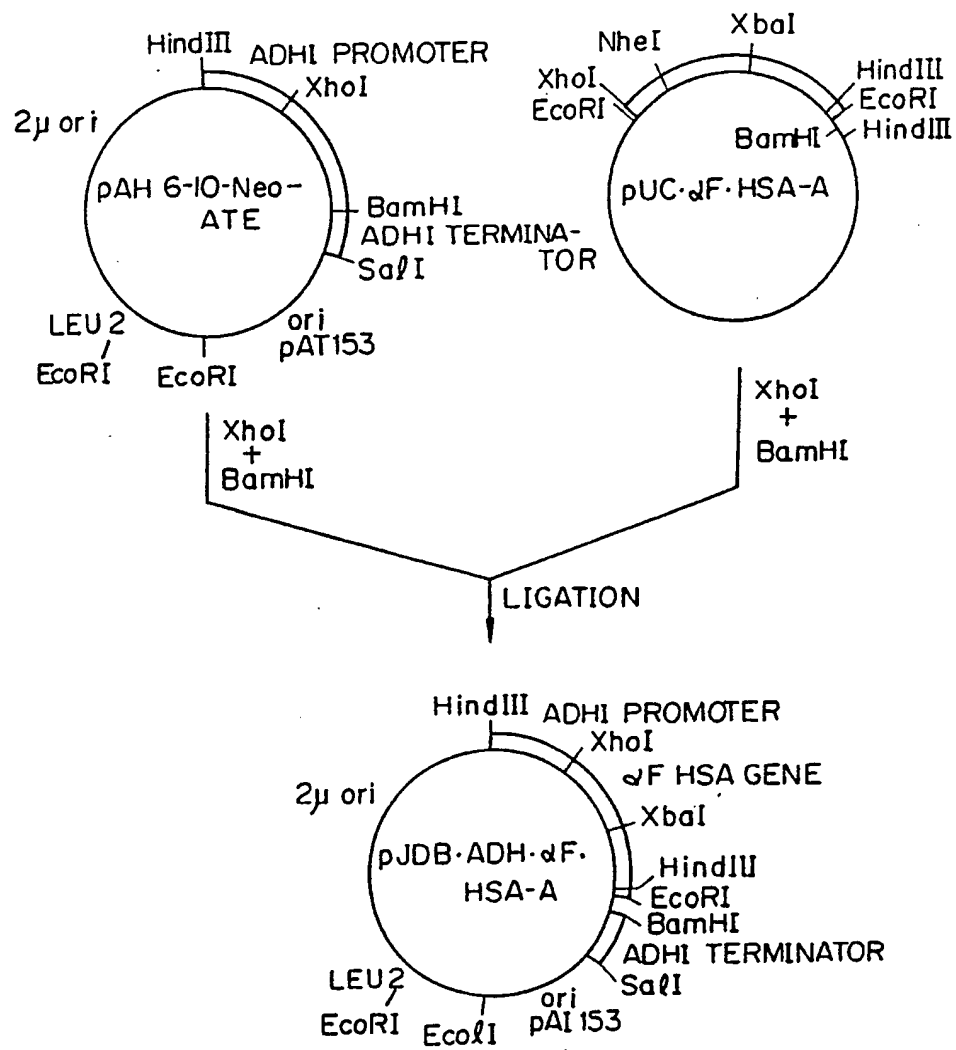 HindIII
ADHI PROMOTER
XhoI
2µ ori
pAH 6-10-Neo-
ATE
BamHI
ADHI TERMINA-
TOR
SalI
ori
pAT153
LEU2
EcoRI
EcoRI
XbaI
NheI
XhoI
EcoRI
HindIII
EcoRI
BamHI
HindIII
pUC·αF·HSA-A
XhoI
+
BamHI
XhoI
+
BamHI
LIGATION
HindIII
ADHI PROMOTER
XhoI
αF HSA GENE
2µ ori
XbaI
pJDB·ADH·αF·
HSA-A
HindIII
EcoRI
BamHI
ADHI TERMINATOR
SalI
LEU2
EcoRI
EcolI
ori
pAI153